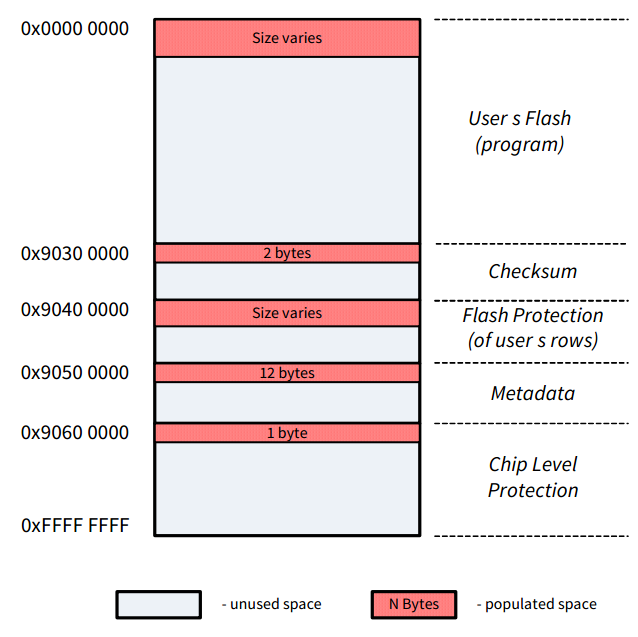 0x0000 0000
Size varies
User s Flash
(program)
0x9030 0000
2 bytes
Checksum
0x9040 0000
Size varies
Flash Protection
(of user s rows)
0x9050 0000
12 bytes
Metadata
0x9060 0000
1 byte
Chip Level
Protection
0xFFFF FFFF
- unused space
N Bytes
- populated space